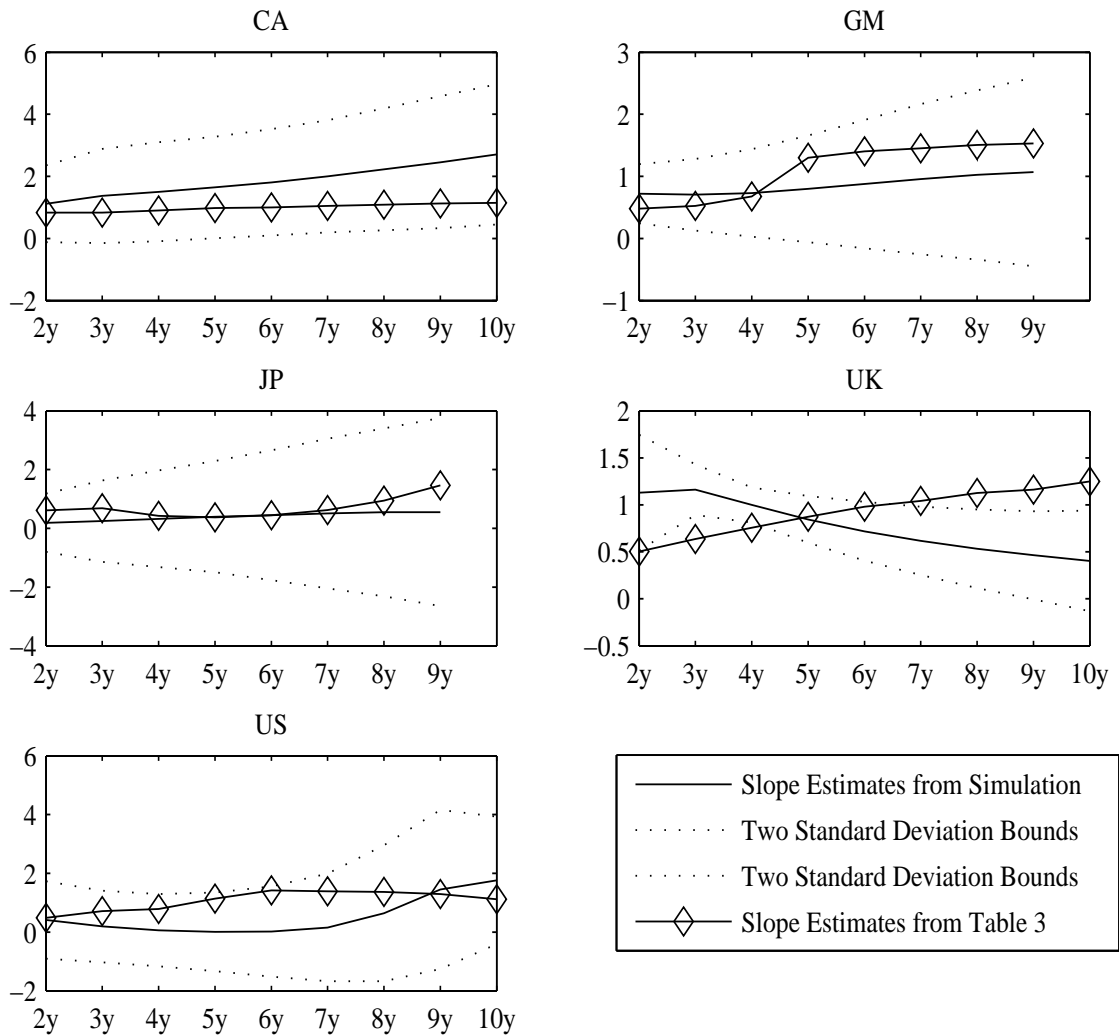 CA
6
4
2
0
−2
2y 3y 4y 5y 6y 7y 8y 9y 10y
GM
3
2
1
0
−1
2y 3y 4y 5y 6y 7y 8y 9y
JP
4
2
0
−2
−4
2y 3y 4y 5y 6y 7y 8y 9y
UK
2
1.5
1
0.5
0
−0.5
2y 3y 4y 5y 6y 7y 8y 9y 10y
US
6
4
2
0
−2
2y 3y 4y 5y 6y 7y 8y 9y 10y
Slope Estimates from Simulation
Two Standard Deviation Bounds
Two Standard Deviation Bounds
Slope Estimates from Table 3